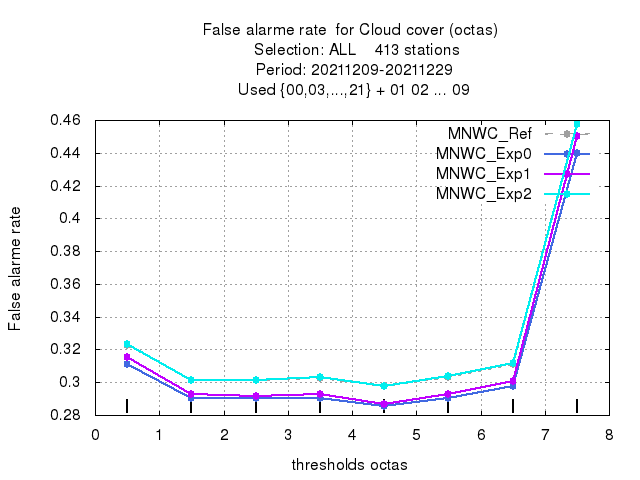 False alarme rate  for Cloud cover (octas)
Selection: ALL    413 stations
Period: 20211209-20211229
Used {00,03,...,21} + 01 02 ... 09
MNWC_Ref
MNWC_Exp0
MNWC_Exp1
MNWC_Exp2
False alarme rate
0.46
0.44
0.42
0.4
0.38
0.36
0.34
0.32
0.3
0.28
0 1 2 3 4 5 6 7 8
thresholds octas